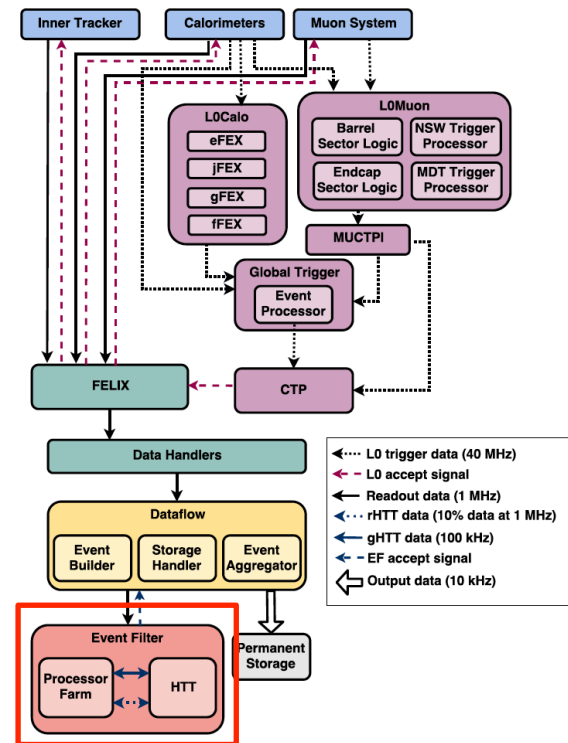 Inner Tracker
Calorimeters
Muon System
L0Calo
eFEX
jFEX
gFEX
fFEX
L0Muon
Barrel
Sector Logic
NSW Trigger
Processor
Endcap
Sector Logic
MDT Trigger
Processor
MUCTPI
Global Trigger
Event
Processor
FELIX
CTP
Data Handlers
Dataflow
Event
Builder
Storage
Handler
Event
Aggregator
Event Filter
Processor
Farm
HTT
Permanent
Storage
L0 trigger data (40 MHz)
L0 accept signal
Readout data (1 MHz)
rHTT data (10% data at 1 MHz)
gHTT data (100 kHz)
EF accept signal
Output data (10 kHz)